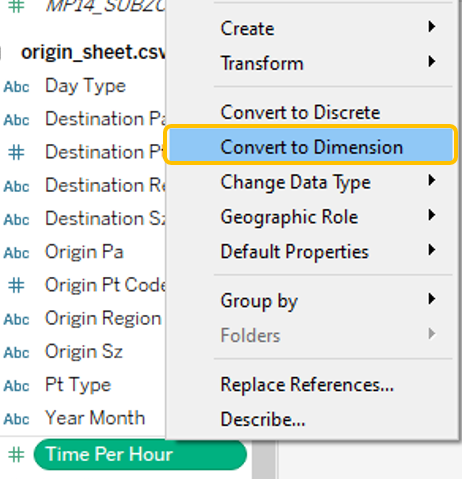 MP14_SUBZO
origin_sheet.csv
Abc Day Type
Abc Destination Pa
# Destination Pt
Abc Destination Re
Abc Destination Sz
Abc Origin Pa
# Origin Pt Code
Abc Origin Region
Abc Origin Sz
Abc Pt Type
Abc Year Month
# Time Per Hour
Create
Transform
Convert to Discrete
Convert to Dimension
Change Data Type
Geographic Role
Default Properties
Group by
Folders
Replace References...
Describe...